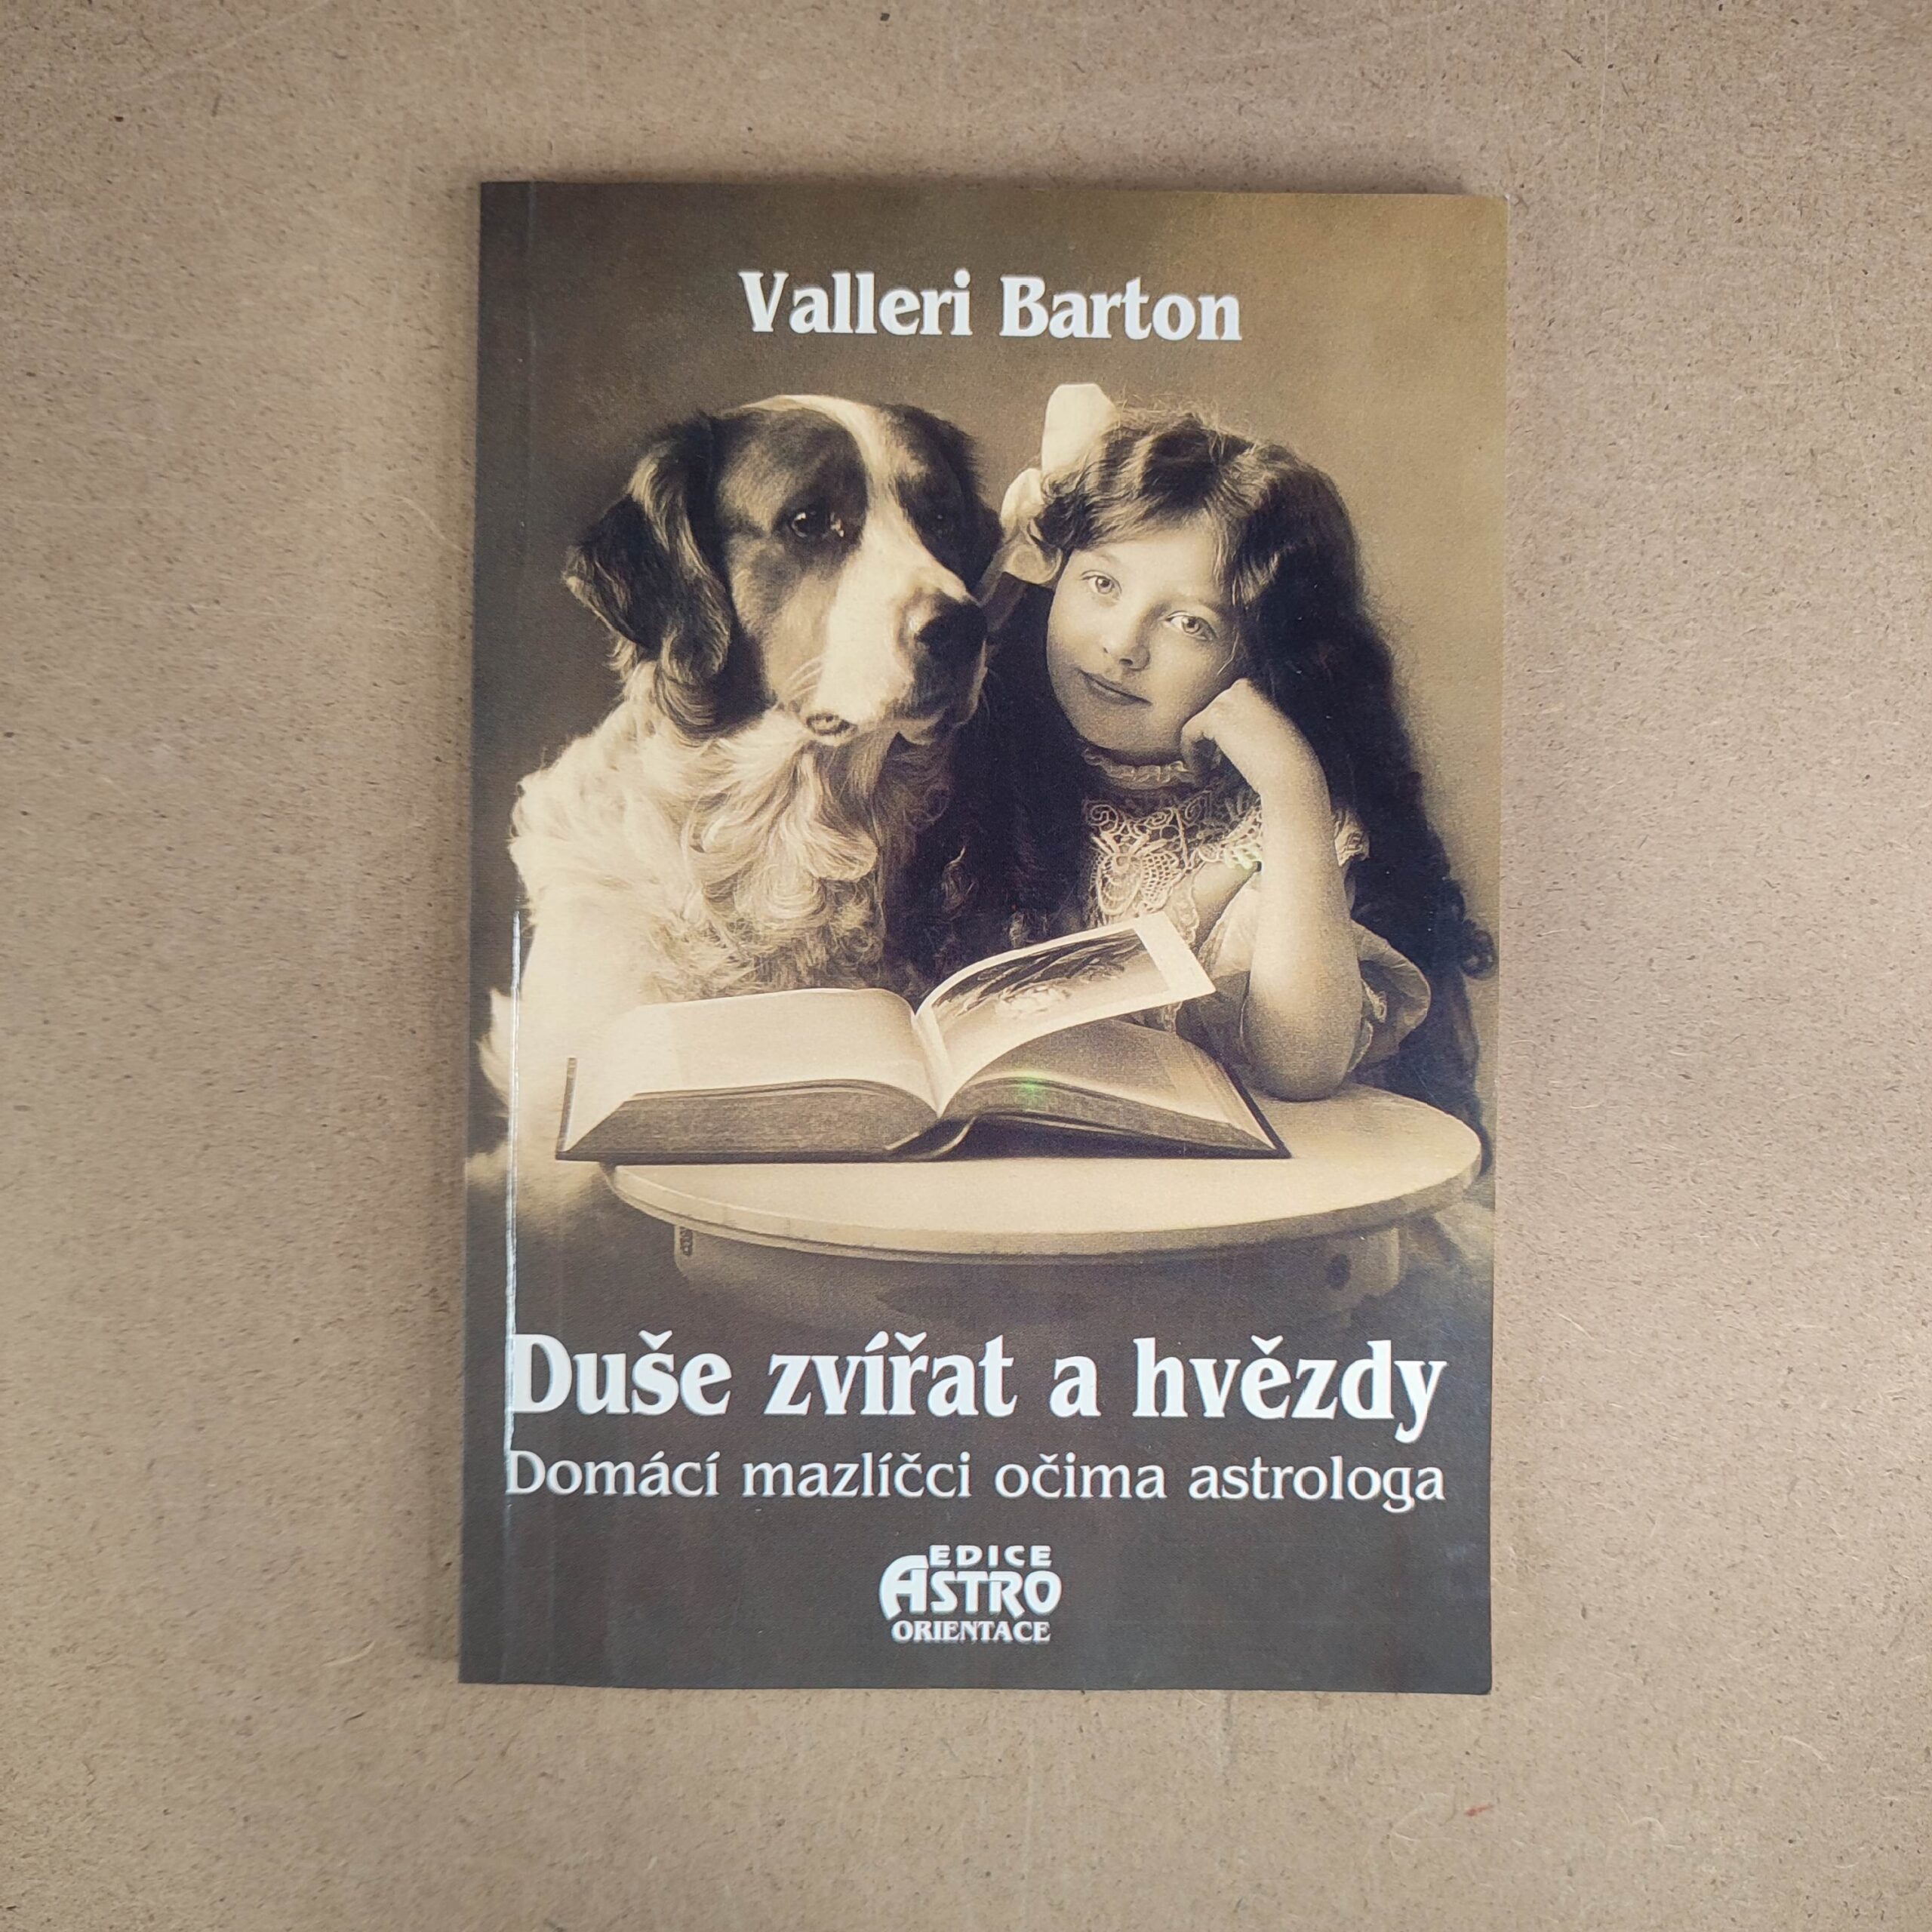 Valleri Barton
Duše zvířat a hvězdy
Domácí mazlíčci očima astrologa
EDICE
ASTRO
ORIENTACE